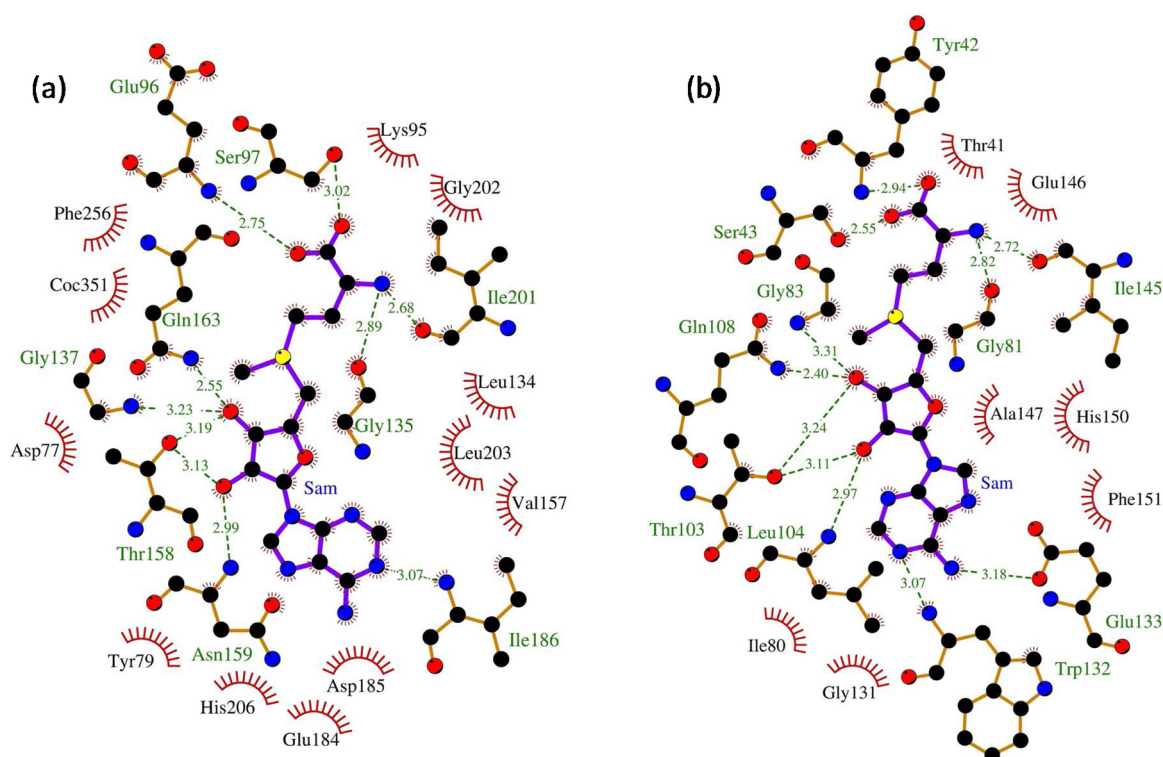 (a)
Glu96
Ser97
Lys95
3.02
Gly202
Phe256
2.75
Coc351
Gln163
Ile201
2.68
2.89
Gly137
2.55
Leu134
3.23
3.19
Gly135
Asp77
Leu203
3.13
Sam
Val157
2.99
Thr158
3.07
Ile186
Tyr79
Asn159
Asp185
His206
Glu184
(b)
Tyr42
Thr41
Glu146
2.94
Ser43
2.55
2.72
2.82
Gly83
Ile145
Gln108
Gly81
3.31
2.40
Ala147
His150
3.24
3.11
Sam
2.97
Phe151
Thr103
Leu104
3.07
3.18
Glu133
Ile80
Trp132
Gly131